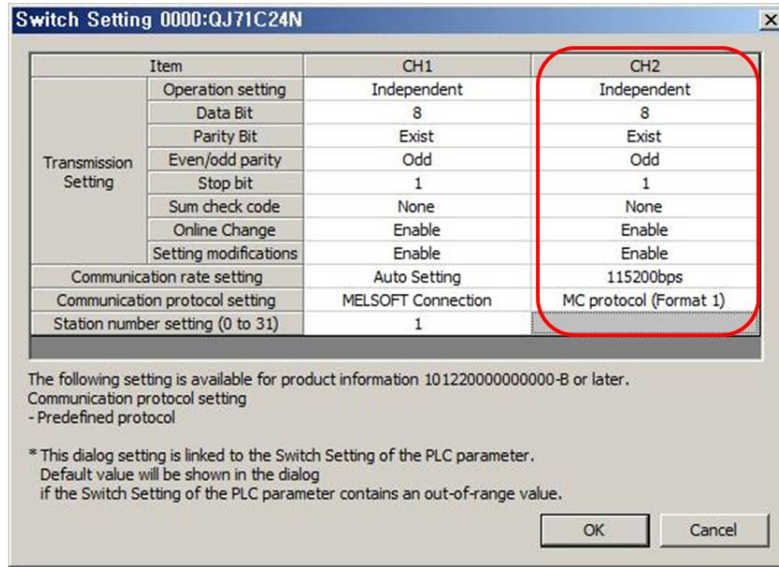 Switch Setting 0000:QJ71C24N
Item CH1 CH2
Transmission Setting
Operation setting Independent Independent
Data Bit 8 8
Parity Bit Exist Exist
Even/odd parity Odd Odd
Stop bit 1 1
Sum check code None None
Online Change Enable Enable
Setting modifications Enable Enable
Communication rate setting Auto Setting 115200bps
Communication protocol setting MELSOFT Connection MC protocol (Format 1)
Station number setting (0 to 31) 1
The following setting is available for product information 101220000000000-B or later.
Communication protocol setting
- Predefined protocol
* This dialog setting is linked to the Switch Setting of the PLC parameter.
Default value will be shown in the dialog
if the Switch Setting of the PLC parameter contains an out-of-range value.
OK Cancel